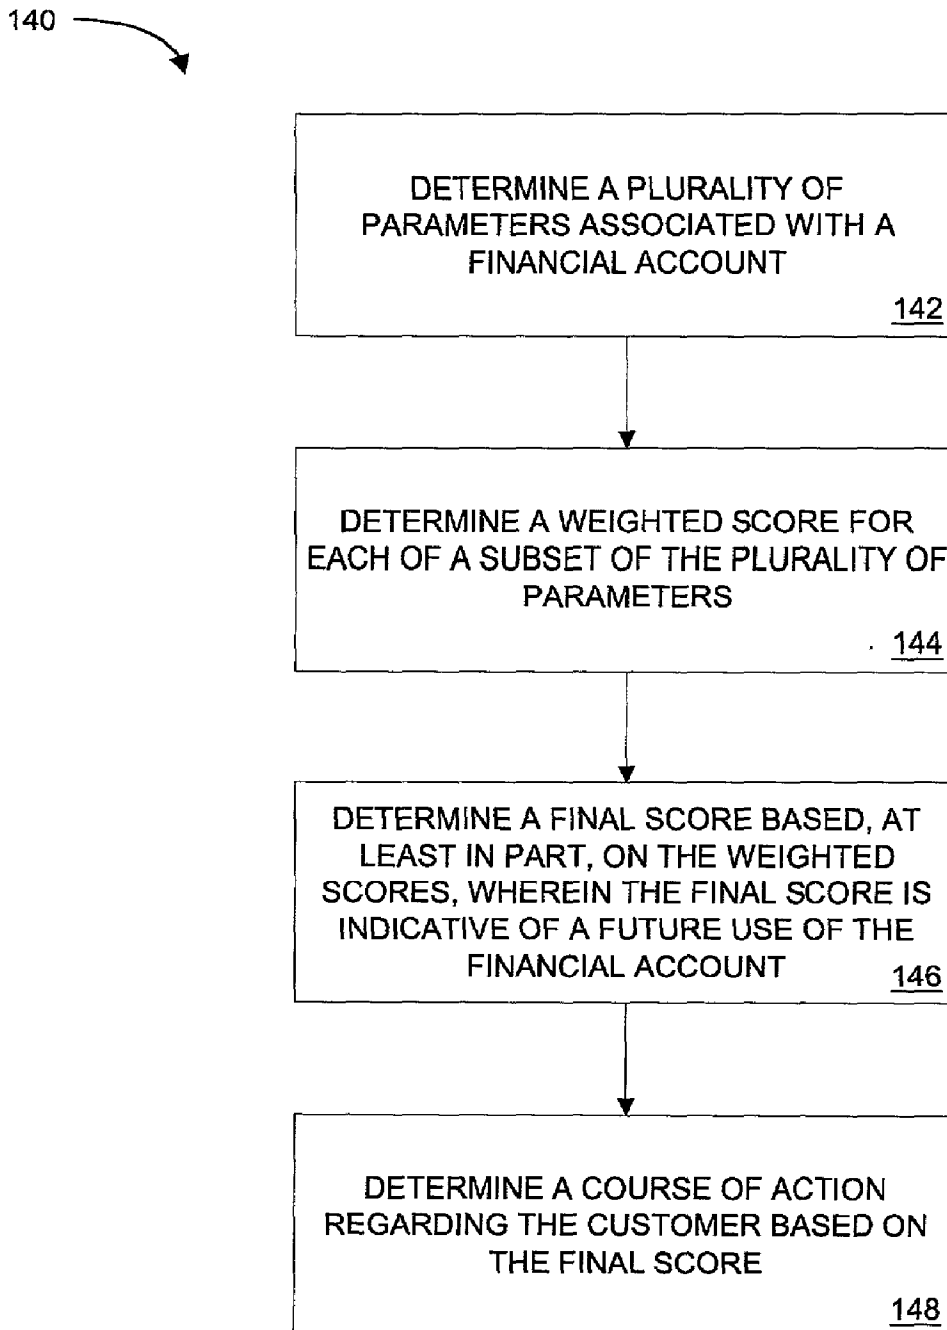 140
DETERMINE A PLURALITY OF
PARAMETERS ASSOCIATED WITH A
FINANCIAL ACCOUNT
142
DETERMINE A WEIGHTED SCORE FOR
EACH OF A SUBSET OF THE PLURALITY OF
PARAMETERS
144
DETERMINE A FINAL SCORE BASED, AT
LEAST IN PART, ON THE WEIGHTED
SCORES, WHEREIN THE FINAL SCORE IS
INDICATIVE OF A FUTURE USE OF THE
FINANCIAL ACCOUNT
146
DETERMINE A COURSE OF ACTION
REGARDING THE CUSTOMER BASED ON
THE FINAL SCORE
148